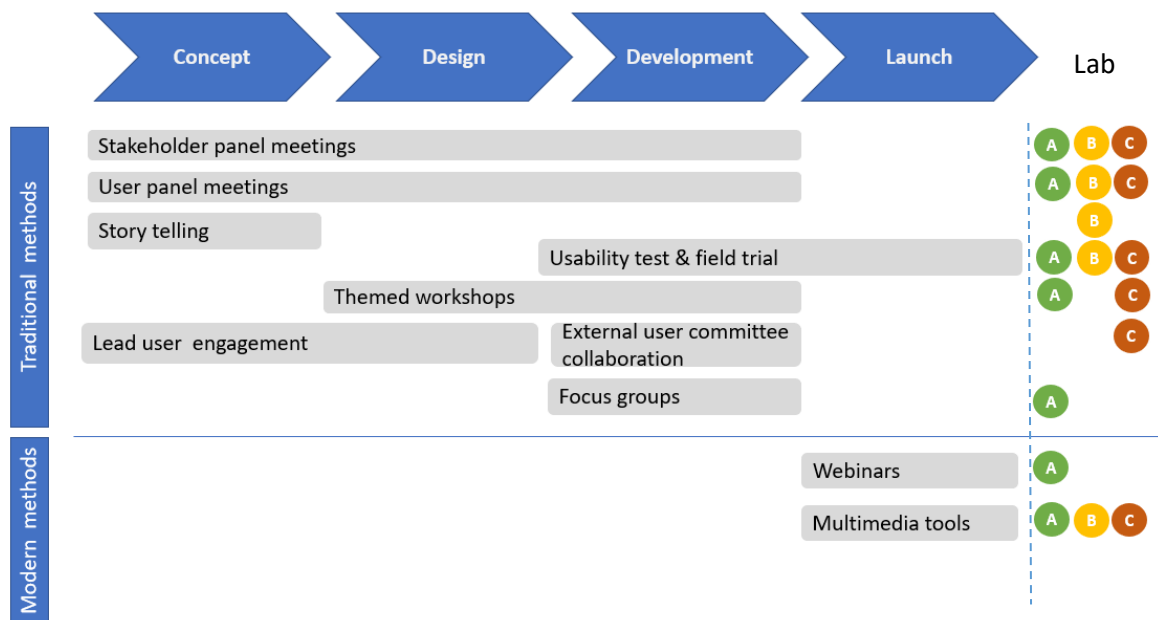 Concept
Design
Development
Launch
Lab
Traditional methods
Stakeholder panel meetings
A B C
User panel meetings
A B C
Story telling
B
Usability test & field trial
A B C
Themed workshops
A C
Lead user engagement
External user committee
collaboration
C
Focus groups
A
Modern methods
Webinars
A
Multimedia tools
A B C